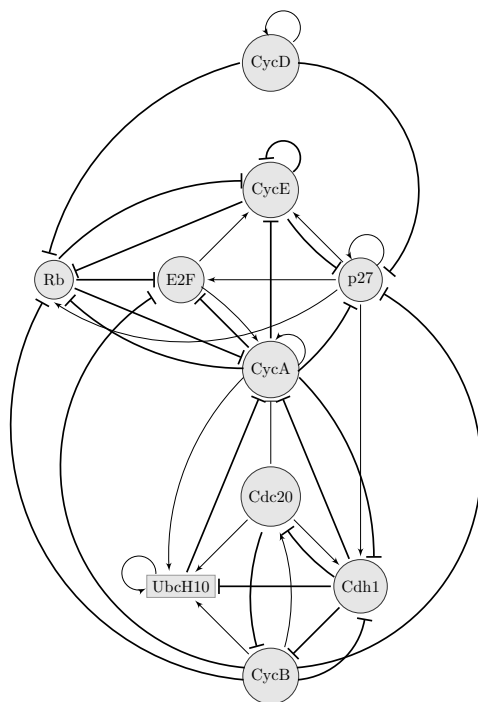 CycD
CycE
Rb
E2F
p27
CycA
Cdc20
UbcH10
Cdh1
CycB